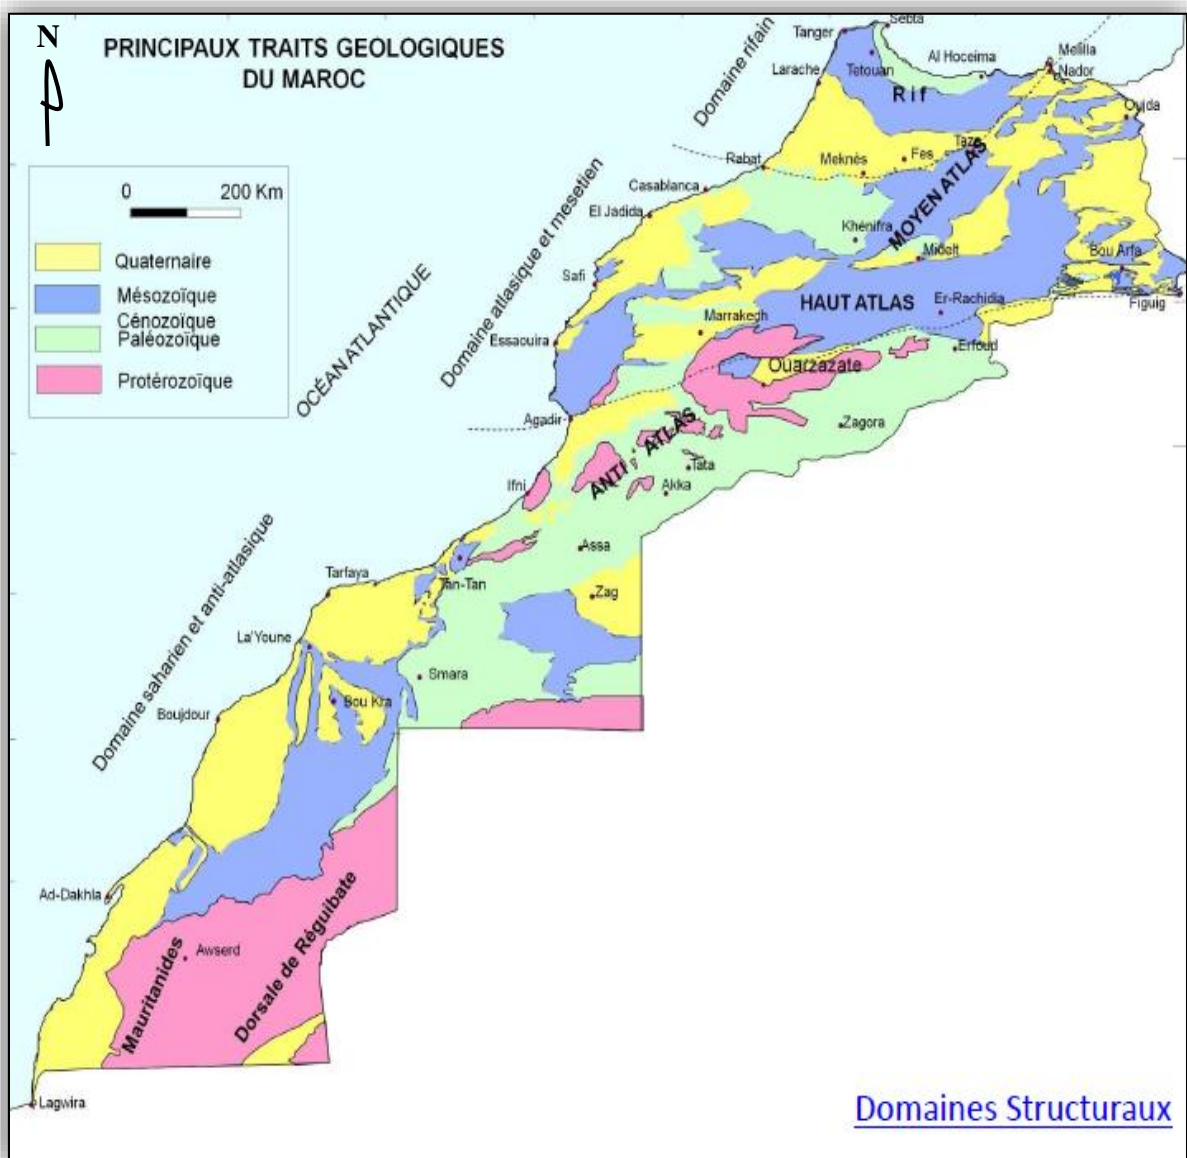 N
PRINCIPAUX TRAITS GEOLOGIQUES
DU MAROC
0 200 Km
Quaternaire
Mésozoïque
Cénozoïque
Paléozoïque
Protérozoïque
OCÉAN ATLANTIQUE
Domaine rifain
Domaine atlasique et mesetien
Domaine saharien et anti-atlasique
Sebta
Tanger
Tetouan
Al Hoceima
Melilla
Nador
Larache
Rif
Oujda
Taza
Fes
Meknès
Rabat
Casablanca
El Jadida
MOYEN ATLAS
Khénifra
Midelt
Bou Arfa
Safi
HAUT ATLAS
Er-Rachidia
Figuig
Marrakech
Essaouira
Erfoud
Ouarzazate
Agadir
Zagora
ANTI ATLAS
Tata
Akka
Ifni
Assa
Tan-Tan
Zag
Tarfaya
La'Youne
Smara
Bou Kra
Boujdour
Ad-Dakhla
Awserd
Mauritanides
Dorsale de Réguibate
Lagwira
Domaines Structuraux